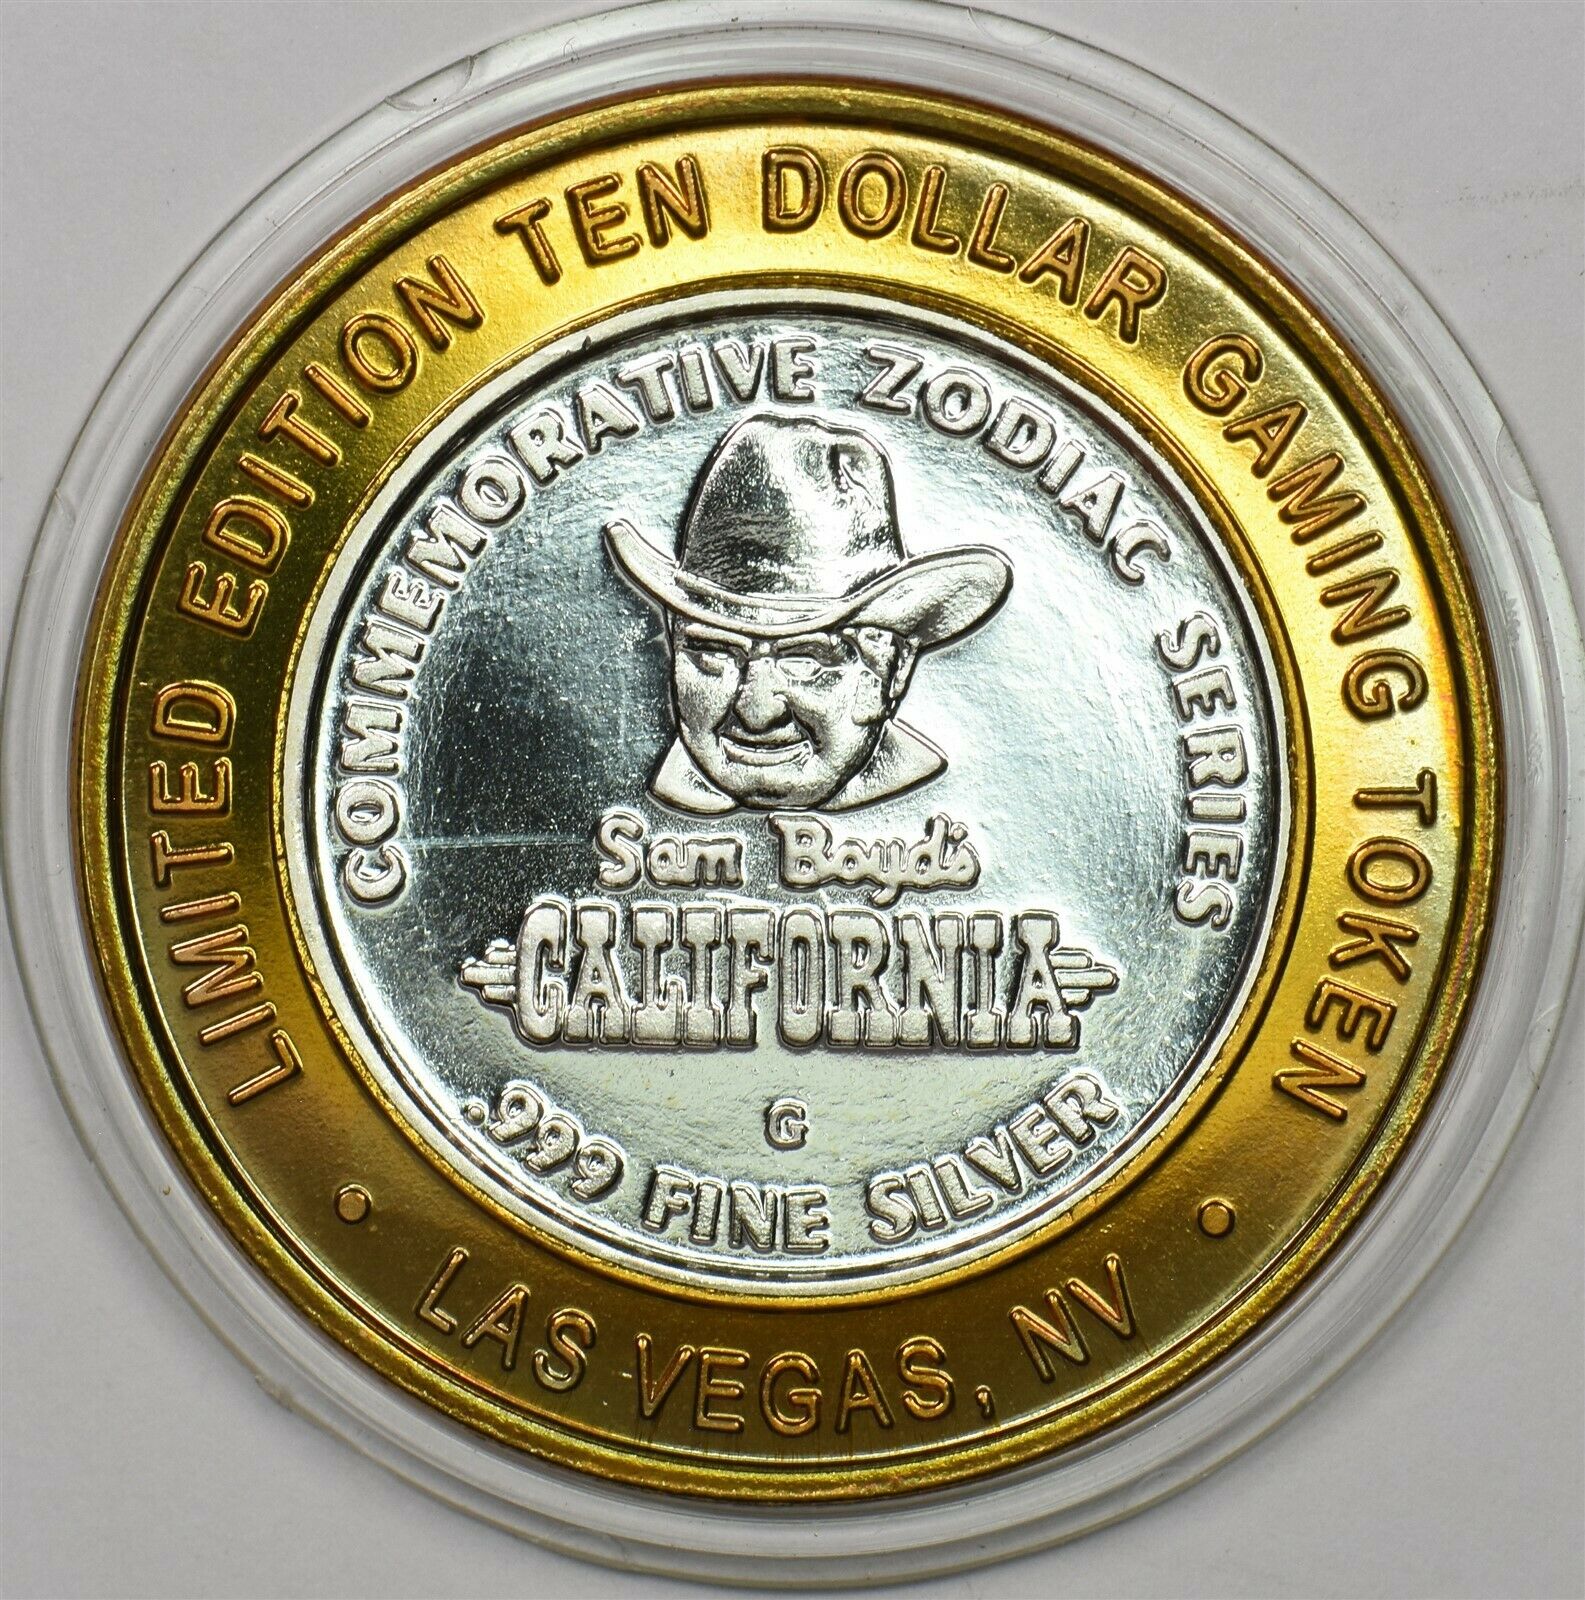 LIMITED EDITION TEN DOLLAR GAMING TOKEN
COMMEMORATIVE ZODIAC SERIES
Sam Boyd's
CALIFORNIA
G
.999 FINE SILVER
• LAS VEGAS, NV •